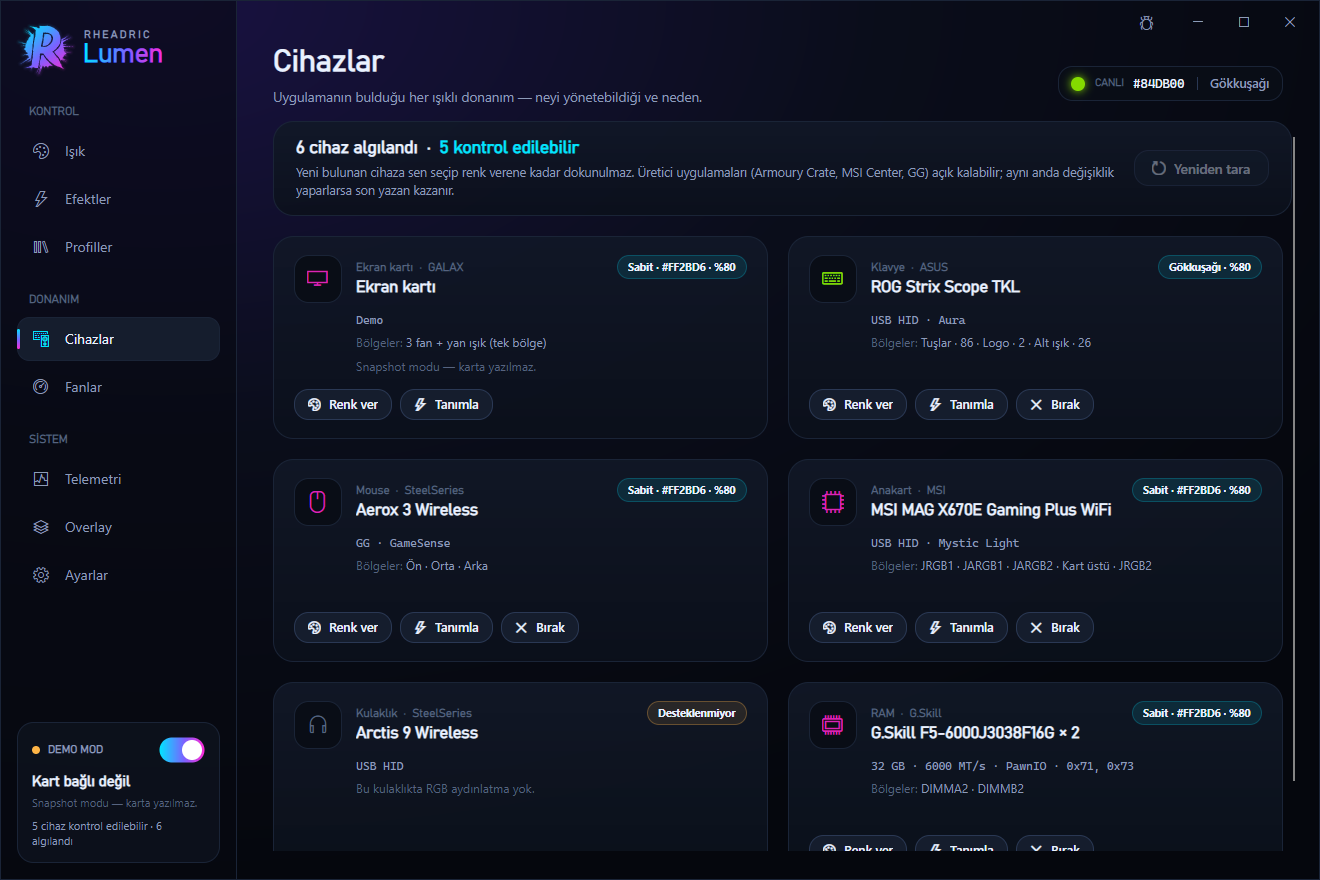 RHEADRIC
Lumen
KONTROL
Işık
Efektler
Profiller
DONANIM
Cihazlar
Fanlar
SİSTEM
Telemetri
Overlay
Ayarlar
DEMO MOD
Kart bağlı değil
Snapshot modu — karta yazılmaz.
5 cihaz kontrol edilebilir · 6
algılandı
Cihazlar
Uygulamanın bulduğu her ışıklı donanım — neyi yönetebildiği ve neden.
CANLI #84DB00 Gökkuşağı
6 cihaz algılandı · 5 kontrol edilebilir
Yeni bulunan cihaza sen seçip renk verene kadar dokunulmaz. Üretici uygulamaları (Armoury Crate, MSI Center, GG) açık kalabilir; aynı anda değişiklik
yaparlarsa son yazan kazanır.
Yeniden tara
Ekran kartı · GALAX
Sabit · #FF2BD6 · %80
Ekran kartı
Demo
Bölgeler: 3 fan + yan ışık (tek bölge)
Snapshot modu — karta yazılmaz.
Renk ver Tanımla
Klavye · ASUS
Gökkuşağı · %80
ROG Strix Scope TKL
USB HID · Aura
Bölgeler: Tuşlar · 86 · Logo · 2 · Alt ışık · 26
Renk ver Tanımla Bırak
Mouse · SteelSeries
Sabit · #FF2BD6 · %80
Aerox 3 Wireless
GG · GameSense
Bölgeler: Ön · Orta · Arka
Renk ver Tanımla Bırak
Anakart · MSI
Sabit · #FF2BD6 · %80
MSI MAG X670E Gaming Plus WiFi
USB HID · Mystic Light
Bölgeler: JRGB1 · JARGB1 · JARGB2 · Kart üstü · JRGB2
Renk ver Tanımla Bırak
Kulaklık · SteelSeries
Desteklenmiyor
Arctis 9 Wireless
USB HID
Bu kulaklıkta RGB aydınlatma yok.
RAM · G.Skill
Sabit · #FF2BD6 · %80
G.Skill F5-6000J3038F16G × 2
32 GB · 6000 MT/s · PawnIO · 0x71, 0x73
Bölgeler: DIMMA2 · DIMMB2
Renk ver Tanımla Bırak